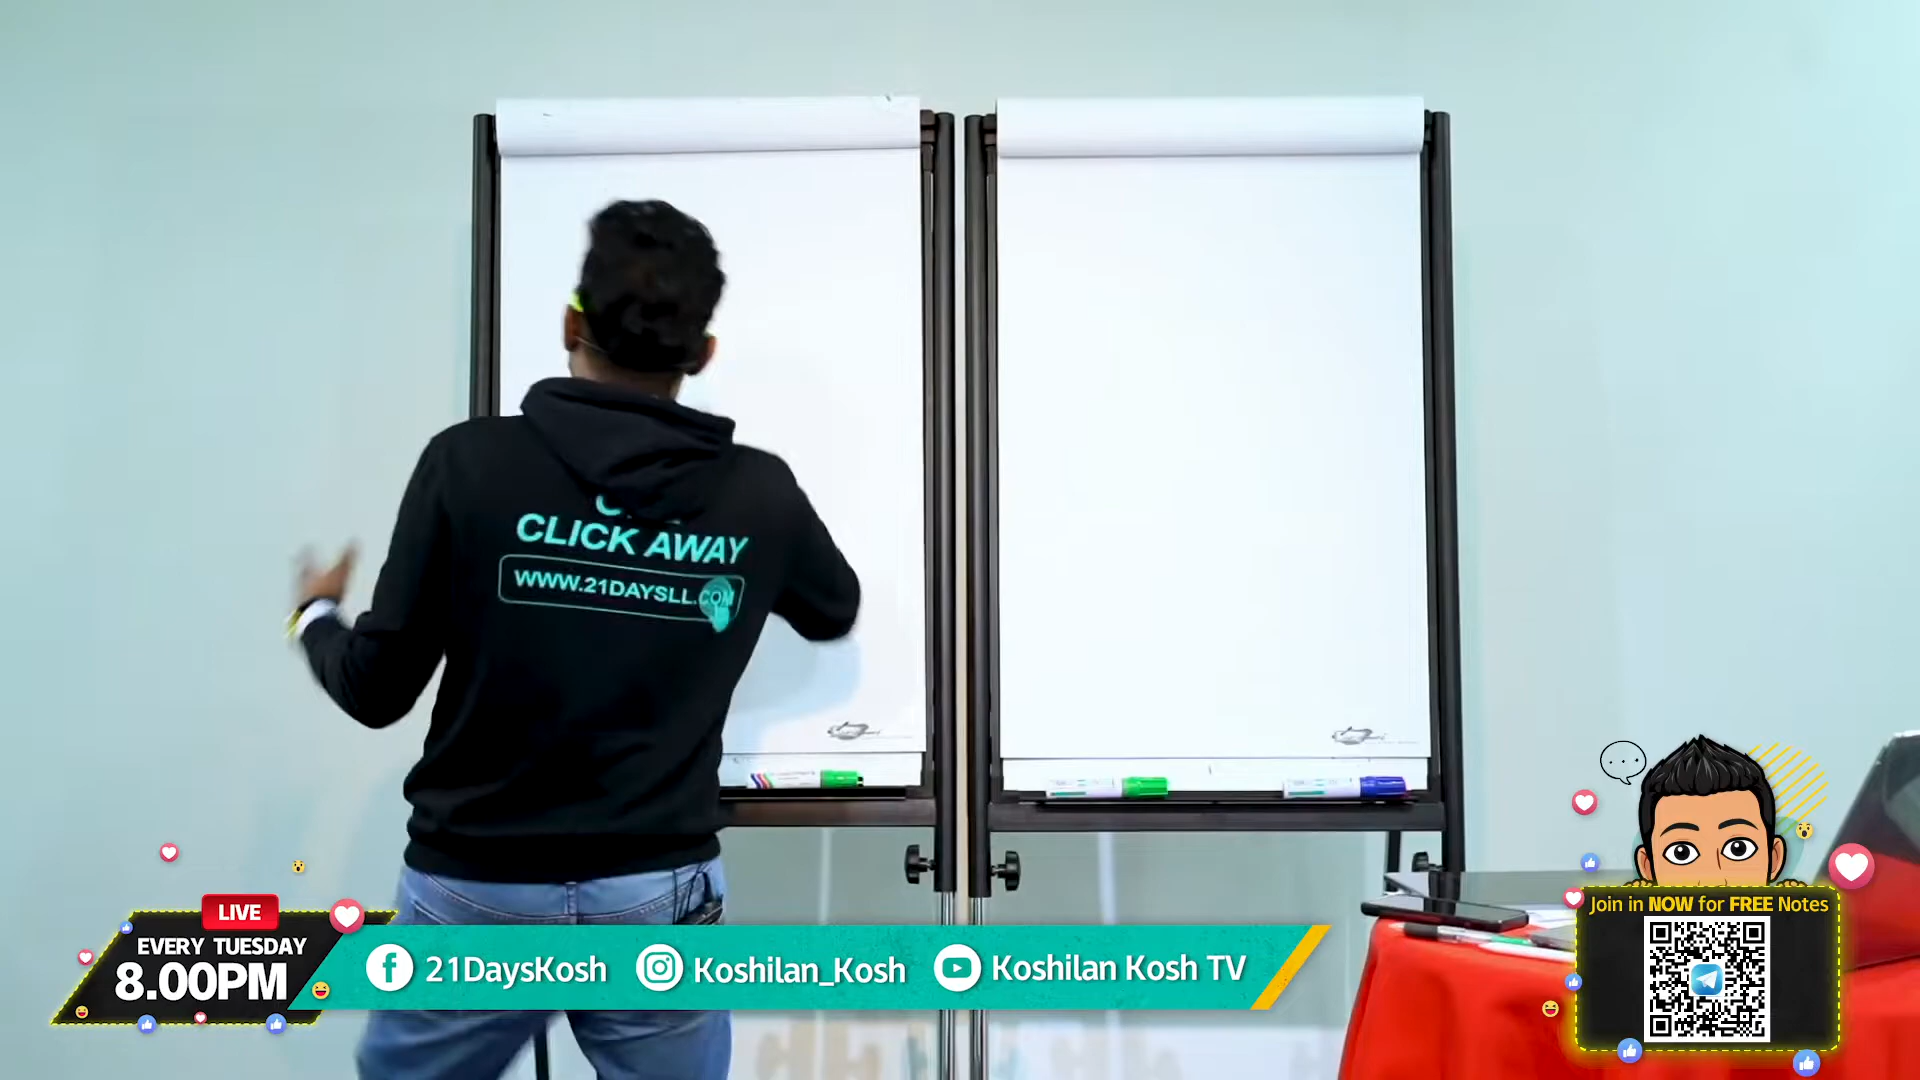 CLICK AWAY
WWW.21DAYSLL.COM
LIVE
EVERY TUESDAY
8.00PM
21DaysKosh
Koshilan_Kosh
Koshilan Kosh TV
Join in NOW for FREE Notes